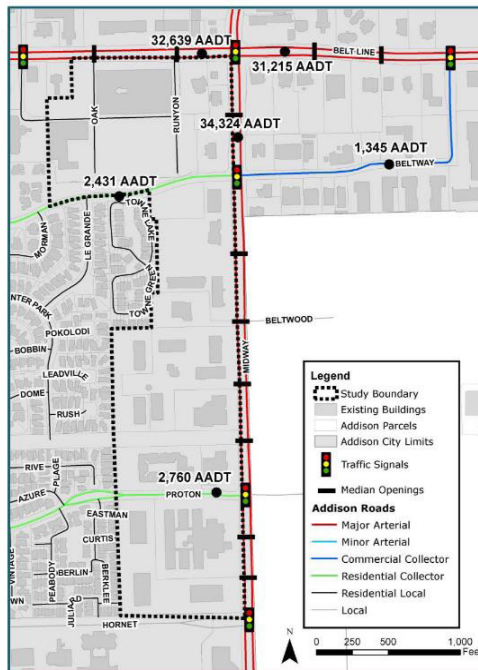 32,639 AADT
BELT LINE
31,215 AADT
OAK
RUNYON
34,324 AADT
1,345 AADT
BELTWAY
2,431 AADT
TOWNE LAKE
LE GRANDE
MORMAN
TOWNE GREEN
NTER PARK
POKOLODI
BELTWOOD
BOBBIN
MIDWAY
LEADVILLE
DOME
RUSH
RIVE
PLAGE
2,760 AADT
AZURE
PROTON
EASTMAN
CURTIS
VINTAGE
PEABODY
BERLIN
BERKLEE
WN
JULIARD
HORNET
Legend
Study Boundary
Existing Buildings
Addison Parcels
Addison City Limits
Traffic Signals
Median Openings
Addison Roads
Major Arterial
Minor Arterial
Commercial Collector
Residential Collector
Residential Local
Local
N
0 250 500 1,000
Fee